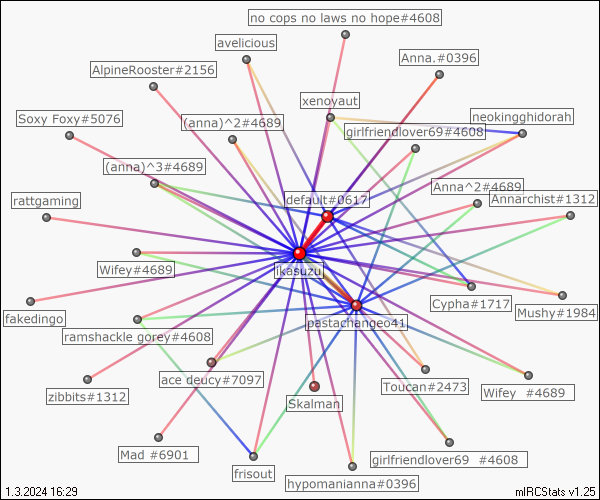 no cops no laws no hope#4608
avelicious
Anna.#0396
AlpineRooster#2156
xenoyaut
neokingghidorah
Soxy Foxy#5076
(anna)^2#4689
girlfriendlover69#4608
(anna)^3#4689
Anna^2#4689
default#0617
Annarchist#1312
rattgaming
Wifey#4689
ikasuzu
Cypha#1717
Mushy#1984
fakedingo
pastachangeo41
ramshackle gorey#4608
ace deucy#7097
Toucan#2473
Wifey #4689
zibbits#1312
Skalman
Mad #6901
girlfriendlover69 #4608
frisout
hypomanianna#0396
1.3.2024 16:29
mIRCStats v1.25